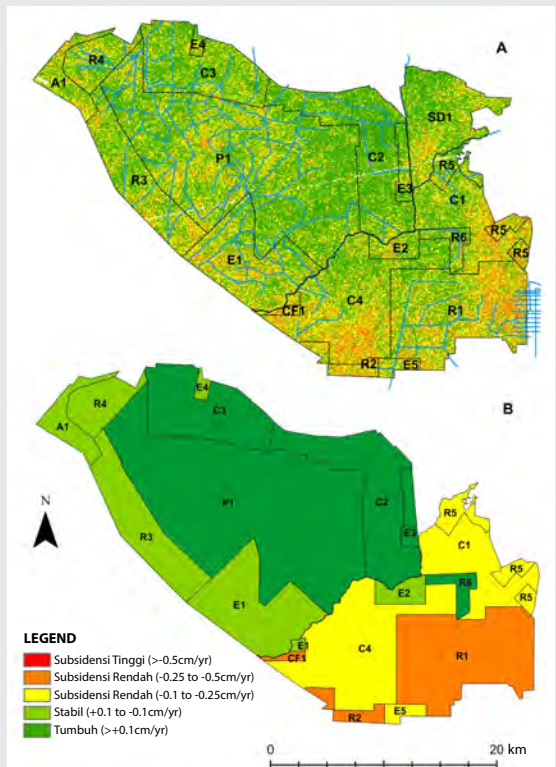 A
E4
R4
C3
A1
SD1
P1
C2
R5
R3
E3
C1
R6
R5
E2
R5
E1
C4
CF1
R1
R2
E5
B
E4
R4
C3
A1
R5
P1
C2
E3
N
C1
R3
R5
R6
E2
R5
E1
E1
C4
CF1
R1
E5
R2
LEGEND
Subsidensi Tinggi (>-0.5cm/yr)
Subsidensi Rendah (-0.25 to -0.5cm/yr)
Subsidensi Rendah (-0.1 to -0.25cm/yr)
Stabil (+0.1 to -0.1cm/yr)
Tumbuh (>+0.1cm/yr)
0 20 km